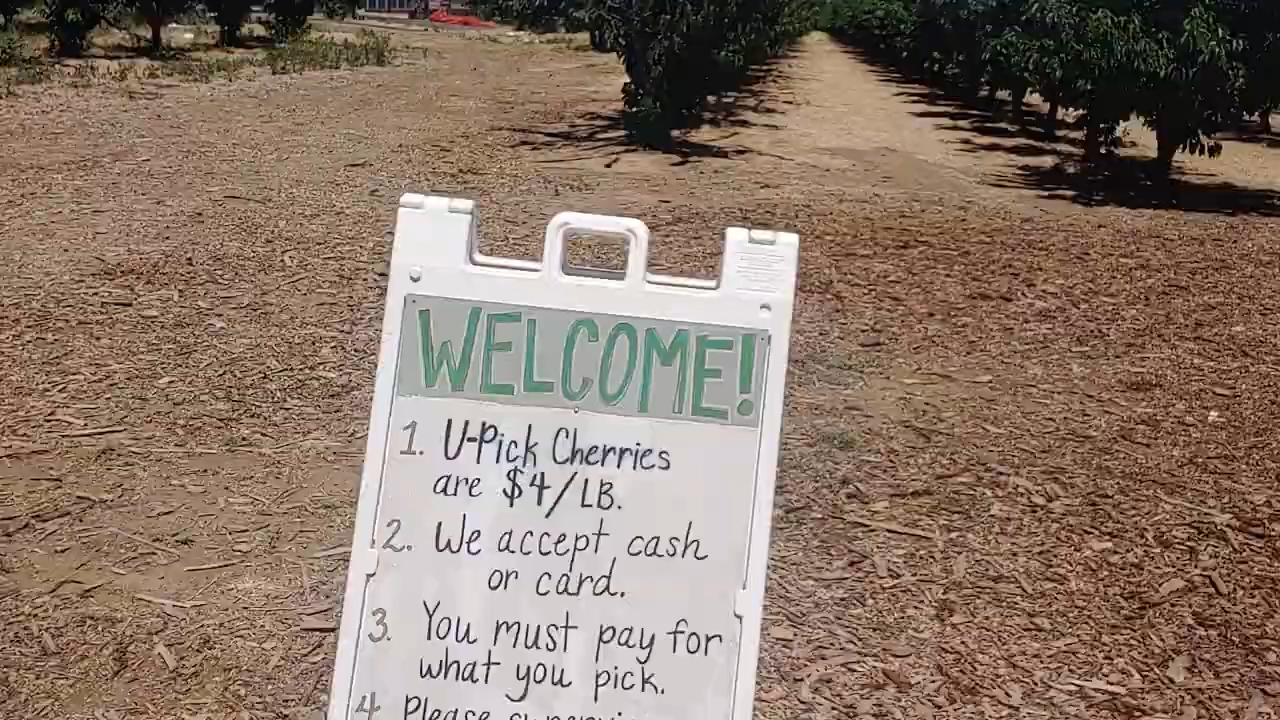 WELCOME!
1. U-Pick Cherries
are $4/LB.
2. We accept cash
or card.
3. You must pay for
what you pick.
4. Please